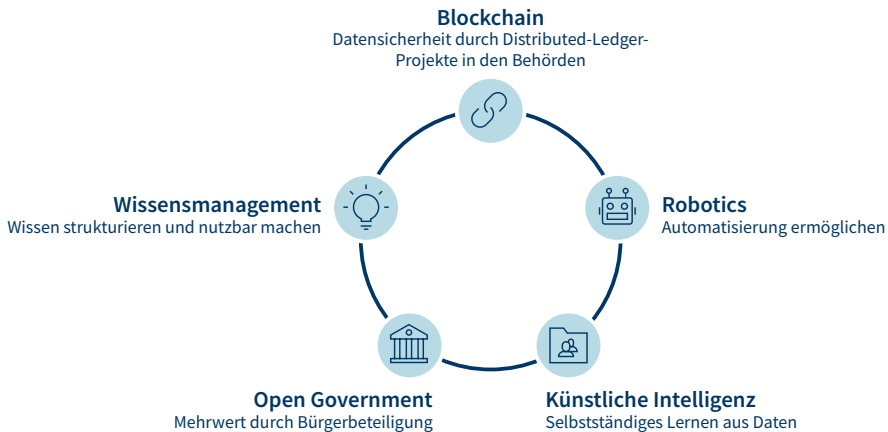 Blockchain
Datensicherheit durch Distributed-Ledger-
Projekte in den Behörden
Wissensmanagement
Wissen strukturieren und nutzbar machen
Robotics
Automatisierung ermöglichen
Open Government
Mehrwert durch Bürgerbeteiligung
Künstliche Intelligenz
Selbstständiges Lernen aus Daten